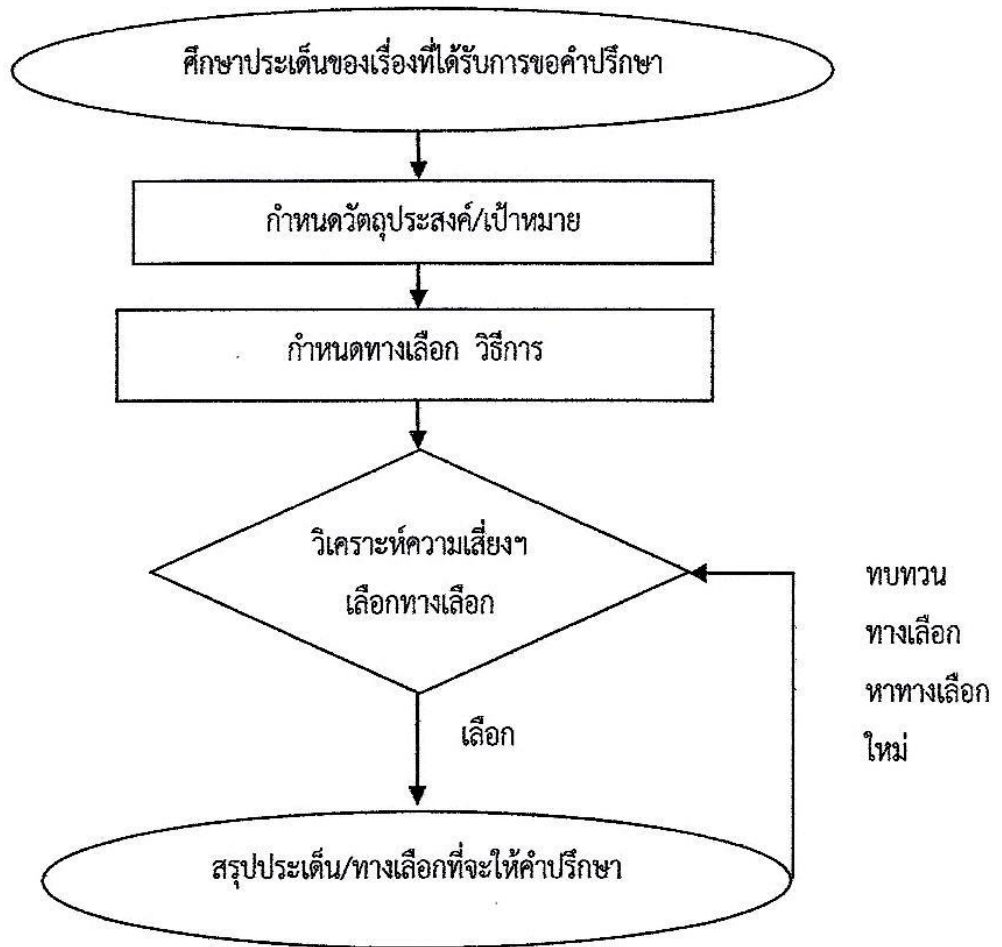 ศึกษาประเด็นของเรื่องที่ได้รับการขอคำปรึกษา
กำหนดวัตถุประสงค์/เป้าหมาย
กำหนดทางเลือก วิธีการ
วิเคราะห์ความเสี่ยงฯ
เลือกทางเลือก
ทบทวน
ทางเลือก
หาทางเลือก
ใหม่
เลือก
สรุปประเด็น/ทางเลือกที่จะให้คำปรึกษา